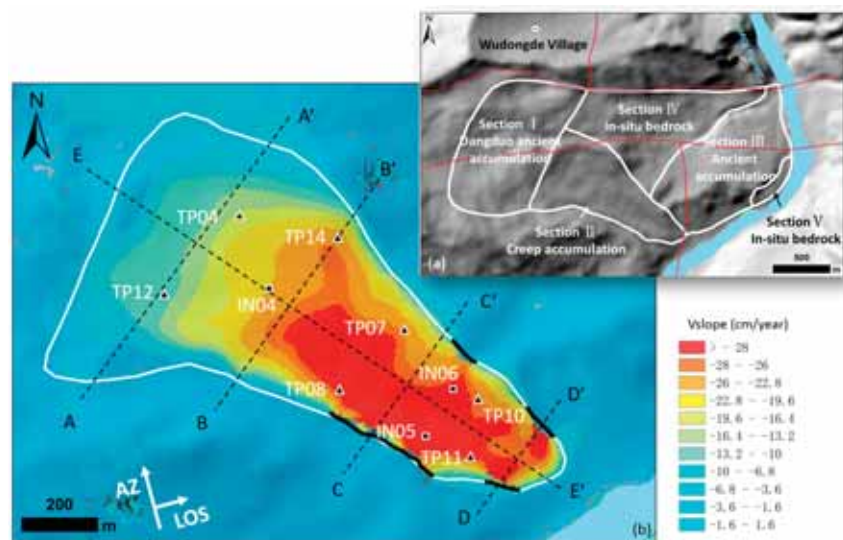 N
Wudongde Village
Section Ⅰ
Dangduo ancient
accumulation
Section Ⅳ
in-situ bedrock
Section Ⅲ
Ancient
accumulation
Section Ⅱ
Creep accumulation
Section Ⅴ
In-situ bedrock
(a)
500
m
N
A'
E
B'
TP04
TP14
TP12
IN04
C'
TP07
IN06
D'
TP08
TP10
A
B
IN05
TP11
C
D
E'
AZ
LOS
200
m
(b)
Vslope (cm/year)
> -28
-28 - -26
-26 - -22.8
-22.8 - -19.6
-19.6 - -16.4
-16.4 - -13.2
-13.2 - -10
-10 - -6.8
-6.8 - -3.6
-3.6 - -1.6
-1.6 - 1.6